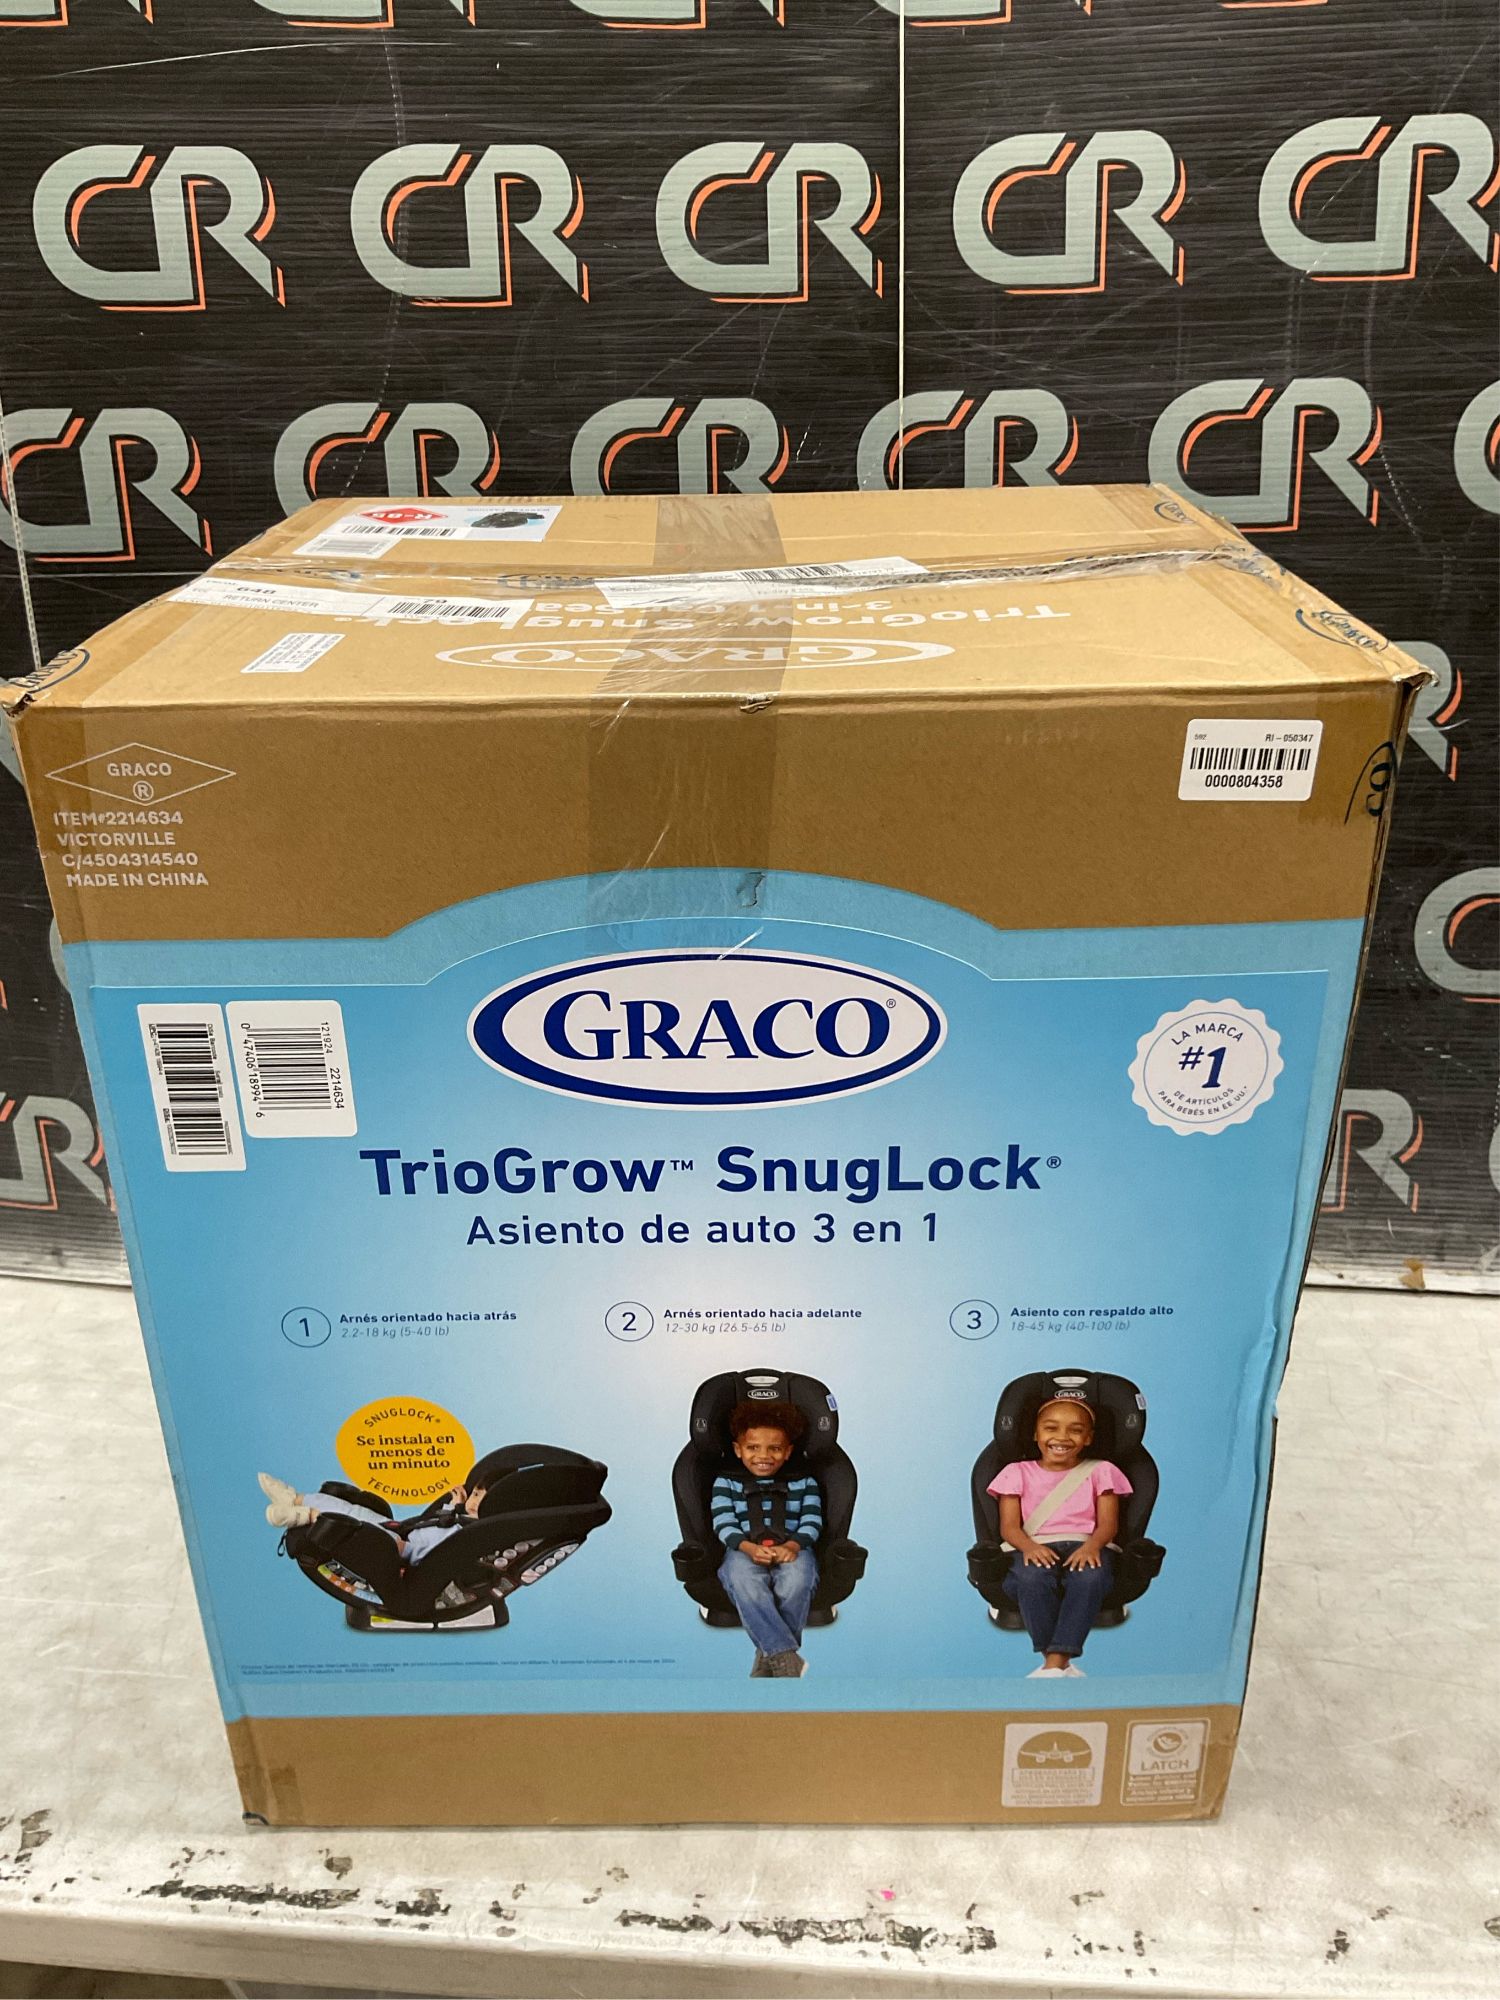 CR CR CR CR CR
CR CR CR CR CR
R-85
648
RETURN CENTER
79
TrioGrow SnugLock
3-in-1 Car Seat
GRACO
GRACO
®
ITEM#2214634
VICTORVILLE
C/4504314540
MADE IN CHINA
592 RI-050347
0000804358
GRACO®
LA MARCA
#1
DE ARTÍCULOS
PARA BEBÉS EN EE.UU.*
121924 2214634
0 47406 18994 6
TrioGrow™ SnugLock®
Asiento de auto 3 en 1
1 Arnés orientado hacia atrás
2.2-18 kg (5-40 lb)
2 Arnés orientado hacia adelante
12-30 kg (26.5-65 lb)
3 Asiento con respaldo alto
18-45 kg (40-100 lb)
SNUGLOCK®
Se instala en
menos de
un minuto
TECHNOLOGY
GRACO
GRACO
LATCH